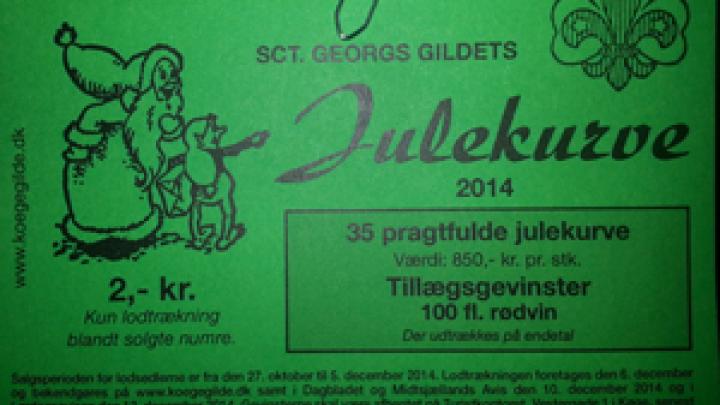 SCT. GEORGS GILDETS
Julekurve
2014
www.koegegilde.dk
35 pragtfulde julekurve
Værdi: 850,- kr. pr. stk.
Tillægsgevinster
100 fl. rødvin
Der udtrækkes på endetal
2,- kr.
Kun lodtrækning
blandt solgte numre.
Salgsperioden for lodsedlerne er fra den 27. oktober til 5. december 2014. Lodtrækningen foretages den 6. december
og bekendtgøres på www.koegegilde.dk samt i Dagbladet og Midtsjællands Avis den 10. december 2014 og i